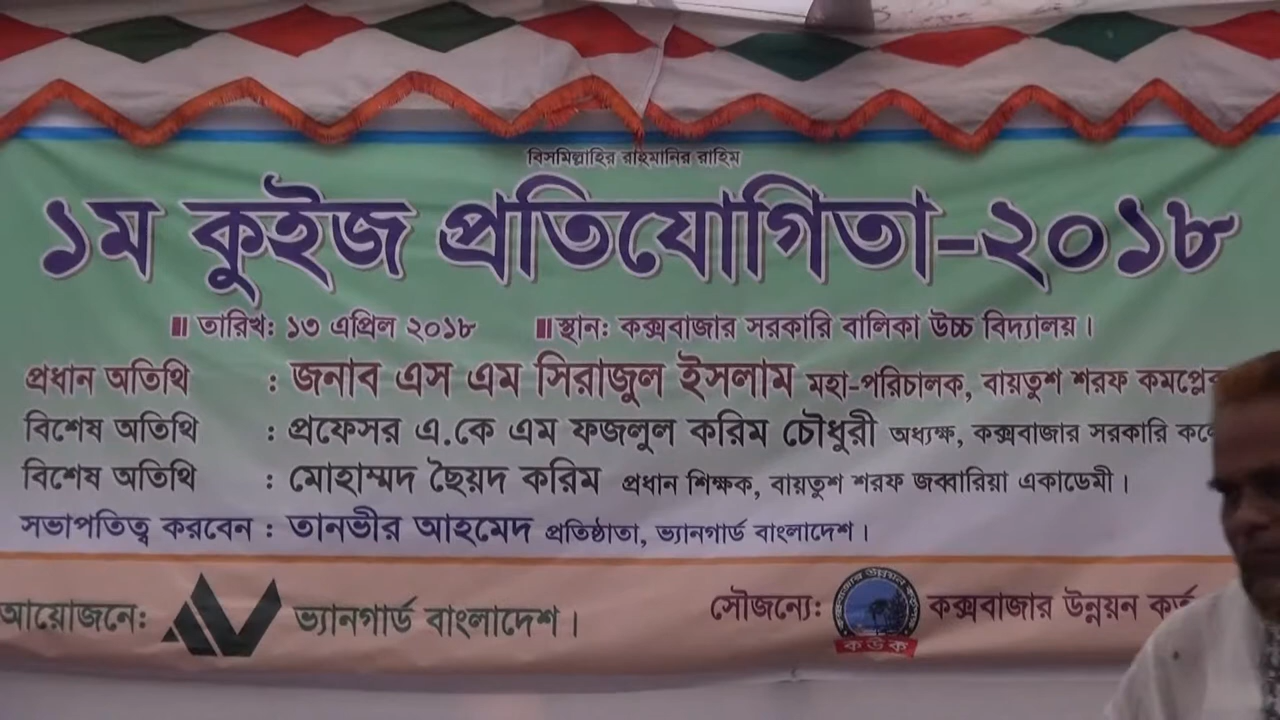 বিসমিল্লাহির রাহমানির রাহিম
১ম কুইজ প্রতিযোগিতা-২০১৮
তারিখ: ১৩ এপ্রিল ২০১৮ স্থান: কক্সবাজার সরকারি বালিকা উচ্চ বিদ্যালয়।
প্রধান অতিথি : জনাব এস এম সিরাজুল ইসলাম মহা-পরিচালক, বায়তুশ শরফ
বিশেষ অতিথি : প্রফেসর এ.কে এম ফজলুল করিম চৌধুরী অধ্যক্ষ, কক্সবাজার সরকারি
বিশেষ অতিথি : মোহাম্মদ ছৈয়দ করিম প্রধান শিক্ষক, বায়তুশ শরফ জব্বারিয়া একাডেমী।
সভাপতিত্ব করবেন : তানভীর আহমেদ প্রতিষ্ঠাতা, ভ্যানগার্ড বাংলাদেশ।
আয়োজনে: ভ্যানগার্ড বাংলাদেশ। সৌজন্যে: কক্সবাজার উন্নয়ন
কউক